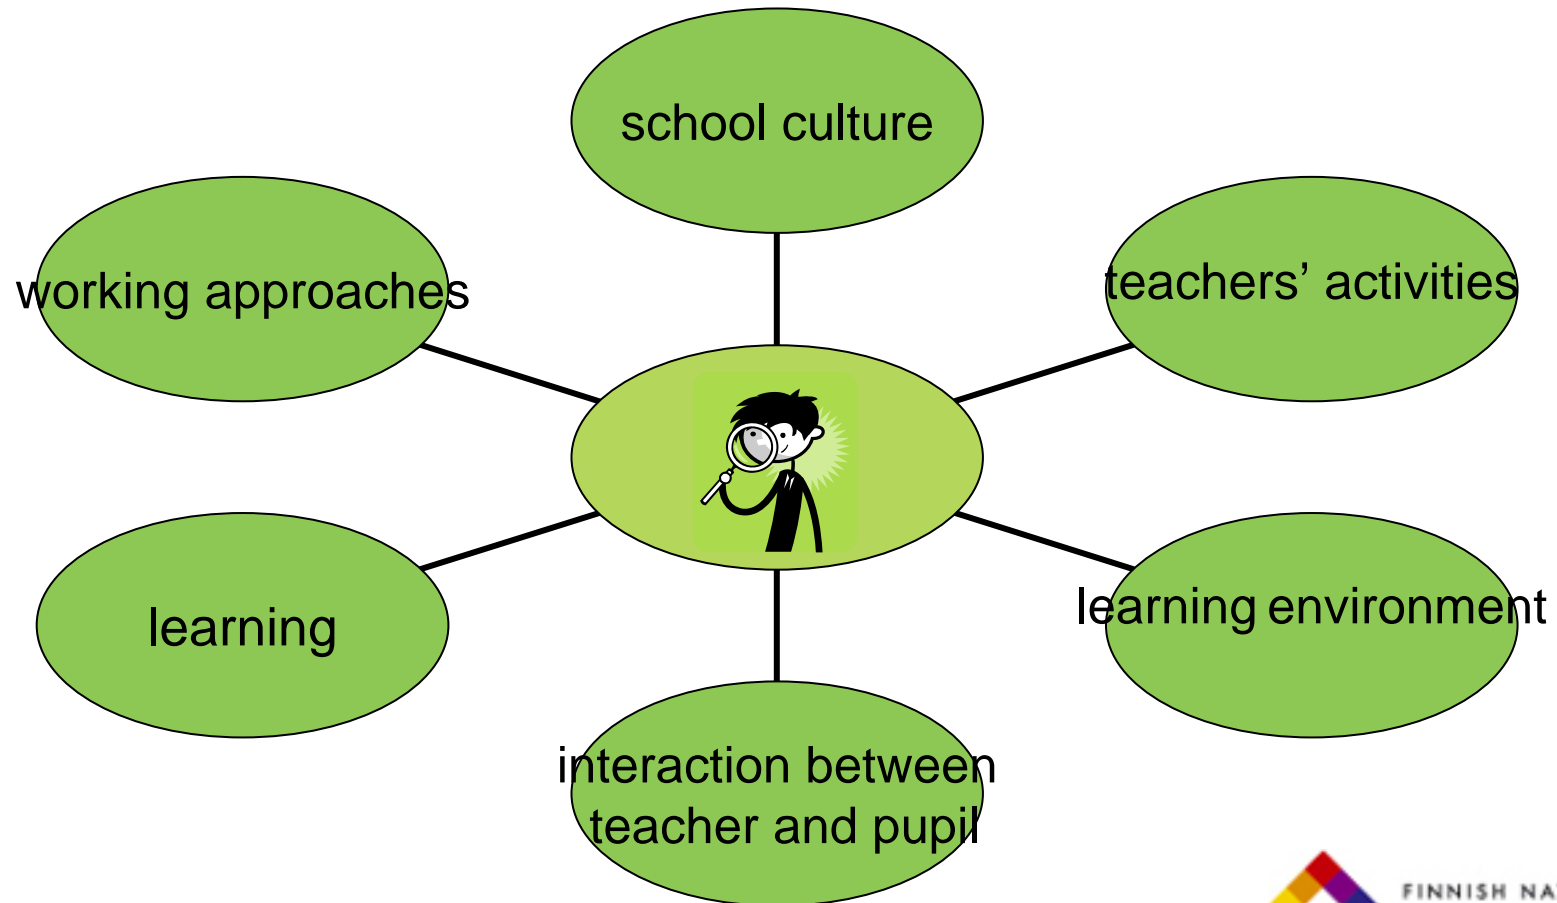 school culture
working approaches
teachers’ activities
learning
learning environment
interaction between
teacher and pupil
FINNISH NA